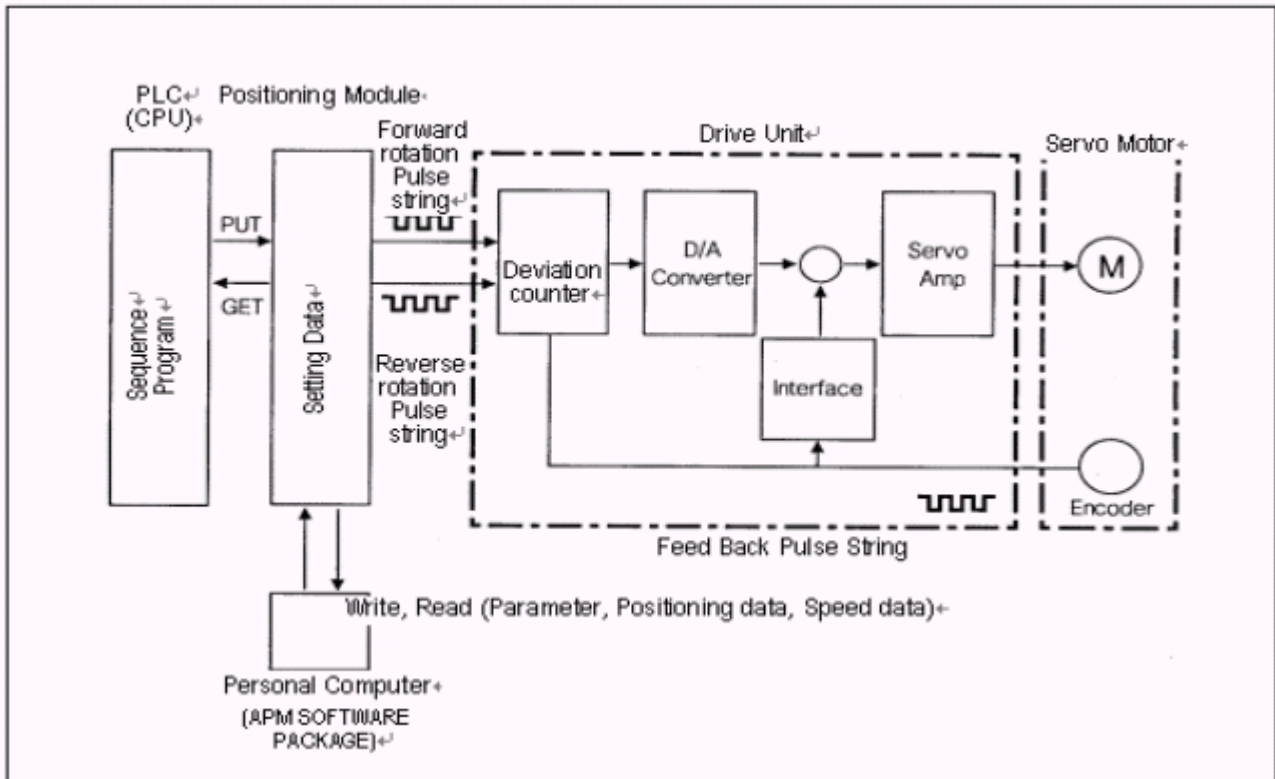 PLC↵ Positioning Module←
(CPU)↵
Forward
rotation
Pulse
string↵
Drive Unit↵
Servo Motor←
PUT
GET
Sequence↵
Program↵
Setting Data↵
Deviation
counter←
D/A
Converter
Servo
Amp
M
Reverse
rotation
Pulse
string↵
Interface
Encoder
Feed Back Pulse String
Write, Read (Parameter, Positioning data, Speed data)←
Personal Computer←
(APM SOFTWARE
PACKAGE)↵